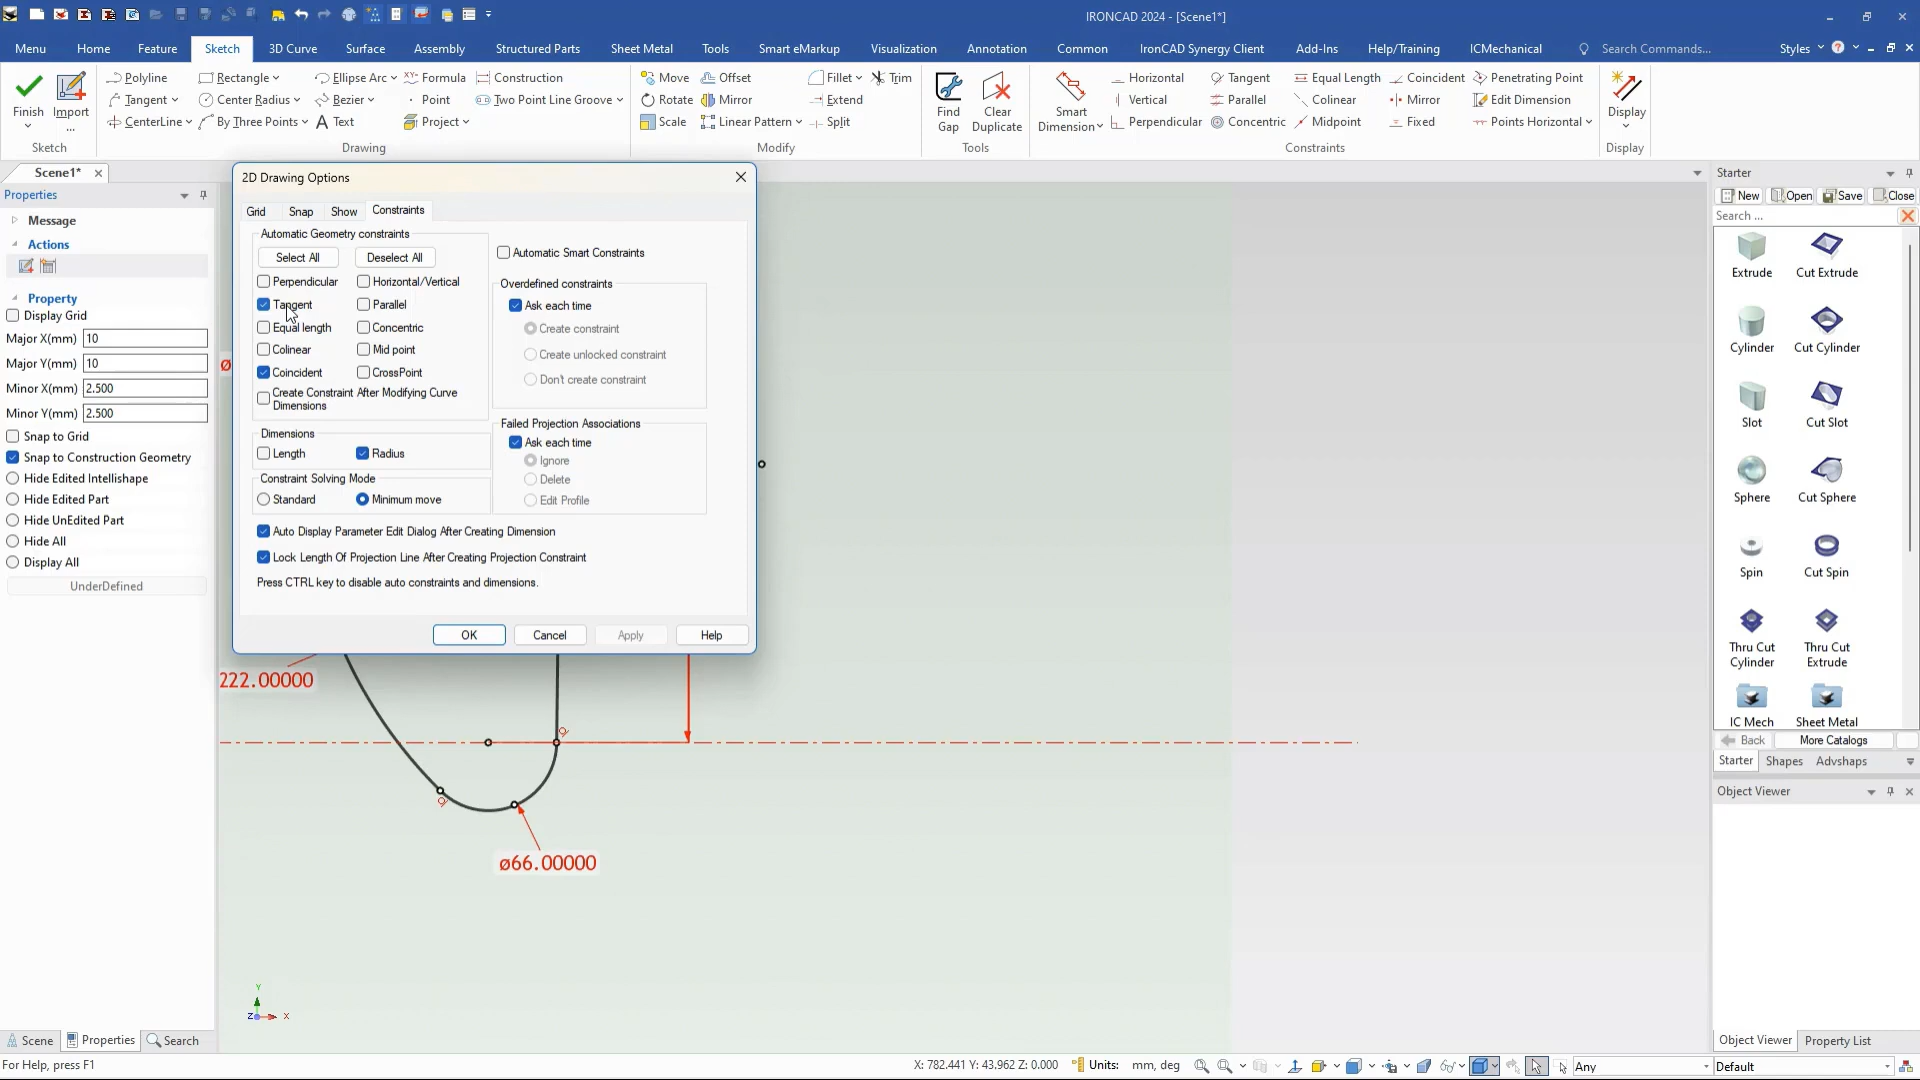 IRONCAD 2024 - [Scene1*]
Menu Home Feature Sketch 3D Curve Surface Assembly Structured Parts Sheet Metal Tools Smart eMarkup Visualization Annotation Common IronCAD Synergy Client Add-Ins Help/Training ICMechanical Search Commands... Styles
Polyline Rectangle Ellipse Arc Formula Construction Move Offset Fillet Trim Horizontal Tangent Equal Length Coincident Penetrating Point
Finish Import ... Tangent Center Radius Bezier Point Two Point Line Groove Rotate Mirror Extend Find Gap Clear Duplicate Smart Dimension Vertical Parallel Colinear Mirror Edit Dimension Display
CenterLine By Three Points Text Project Scale Linear Pattern Split Perpendicular Concentric Midpoint Fixed Points Horizontal
Sketch Drawing Modify Tools Constraints Display
Scene1*
Properties
Message
Actions
Property
Display Grid
Major X(mm) 10
Major Y(mm) 10
Minor X(mm) 2.500
Minor Y(mm) 2.500
Snap to Grid
Snap to Construction Geometry
Hide Edited Intellishape
Hide Edited Part
Hide UnEdited Part
Hide All
Display All
UnderDefined
Scene Properties Search
2D Drawing Options
Grid Snap Show Constraints
Automatic Geometry constraints
Select All Deselect All
Perpendicular Horizontal/Vertical
Tangent Parallel
Equal length Concentric
Colinear Mid point
Coincident CrossPoint
Create Constraint After Modifying Curve
Dimensions
Dimensions
Length Radius
Constraint Solving Mode
Standard Minimum move
Automatic Smart Constraints
Overdefined constraints
Ask each time
Create constraint
Create unlocked constraint
Don't create constraint
Failed Projection Associations
Ask each time
Ignore
Delete
Edit Profile
Auto Display Parameter Edit Dialog After Creating Dimension
Lock Length Of Projection Line After Creating Projection Constraint
Press CTRL key to disable auto constraints and dimensions.
OK Cancel Apply Help
ø
222.00000
ø66.00000
Y
Z X
Starter
New Open Save Close
Search ...
Extrude Cut Extrude
Cylinder Cut Cylinder
Slot Cut Slot
Sphere Cut Sphere
Spin Cut Spin
Thru Cut Thru Cut
Cylinder Extrude
IC Mech Sheet Metal
Back More Catalogs
Starter Shapes Advshaps
Object Viewer
Object Viewer Property List
For Help, press F1 X: 782.441 Y: 43.962 Z: 0.000 Units: mm, deg Any Default